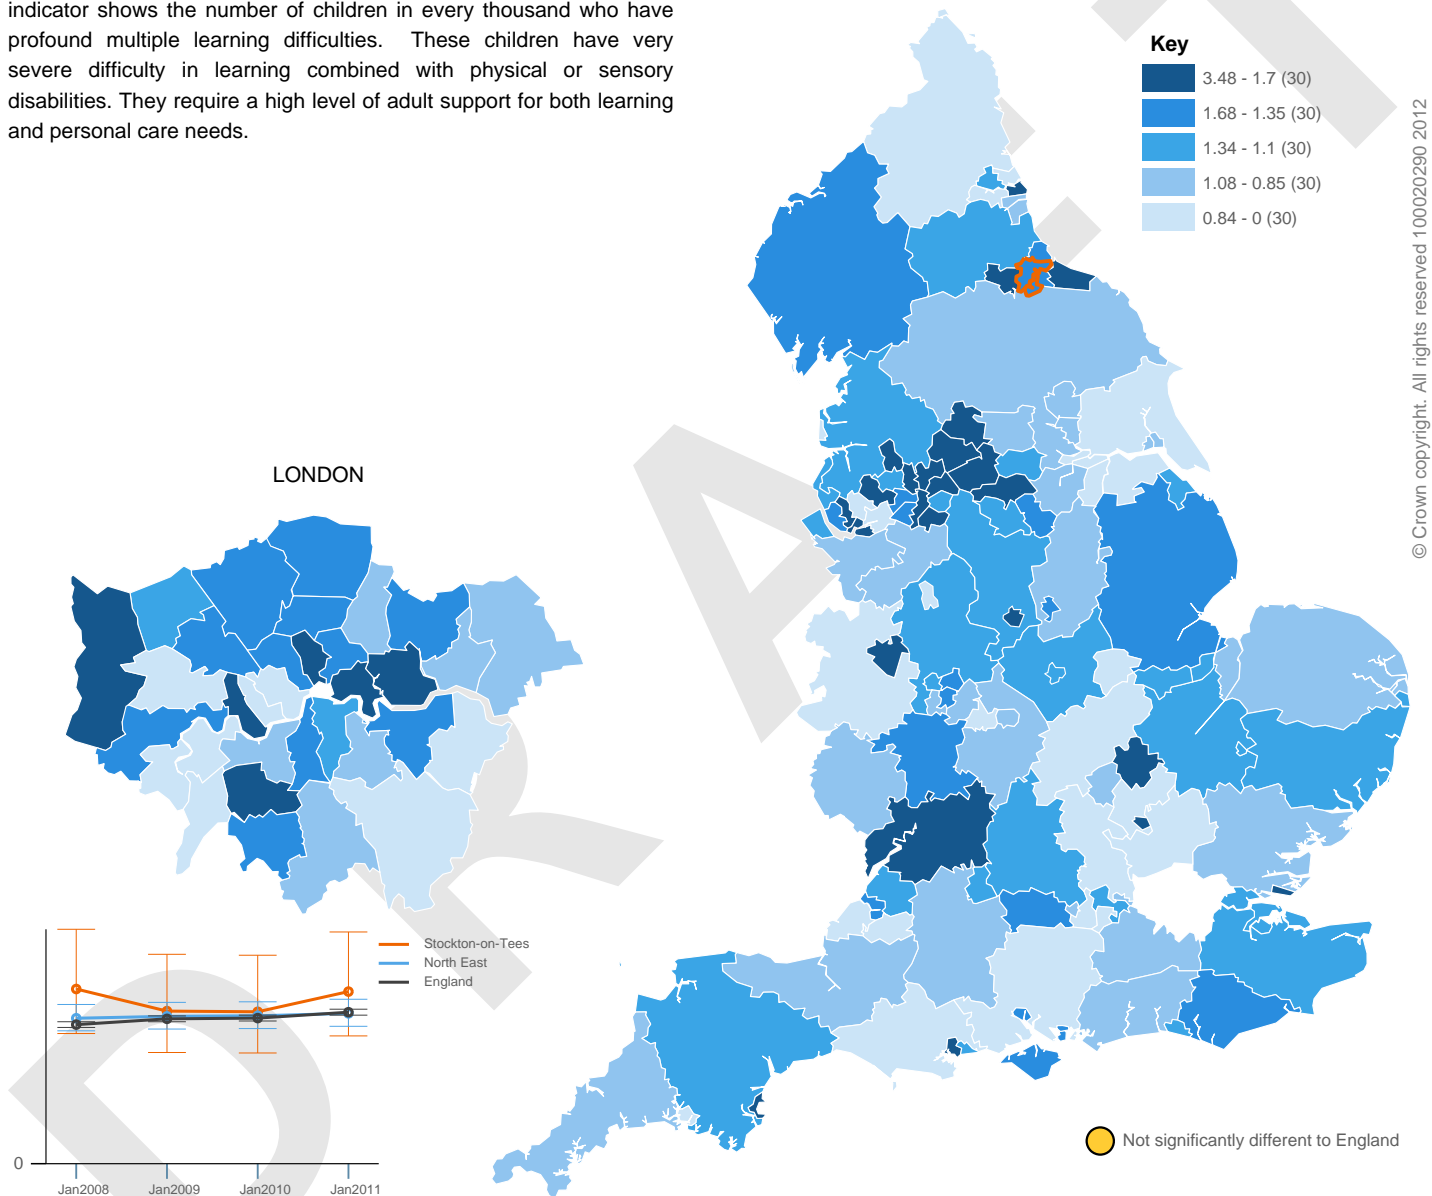 indicator shows the number of children in every thousand who have
profound multiple learning difficulties. These children have very
severe difficulty in learning combined with physical or sensory
disabilities. They require a high level of adult support for both learning
and personal care needs.
Key
3.48 - 1.7 (30)
1.68 - 1.35 (30)
1.34 - 1.1 (30)
1.08 - 0.85 (30)
0.84 - 0 (30)
© Crown copyright. All rights reserved 100020290 2012
LONDON
Stockton-on-Tees
North East
England
0
Jan2008 Jan2009 Jan2010 Jan2011
Not significantly different to England
DRAFT